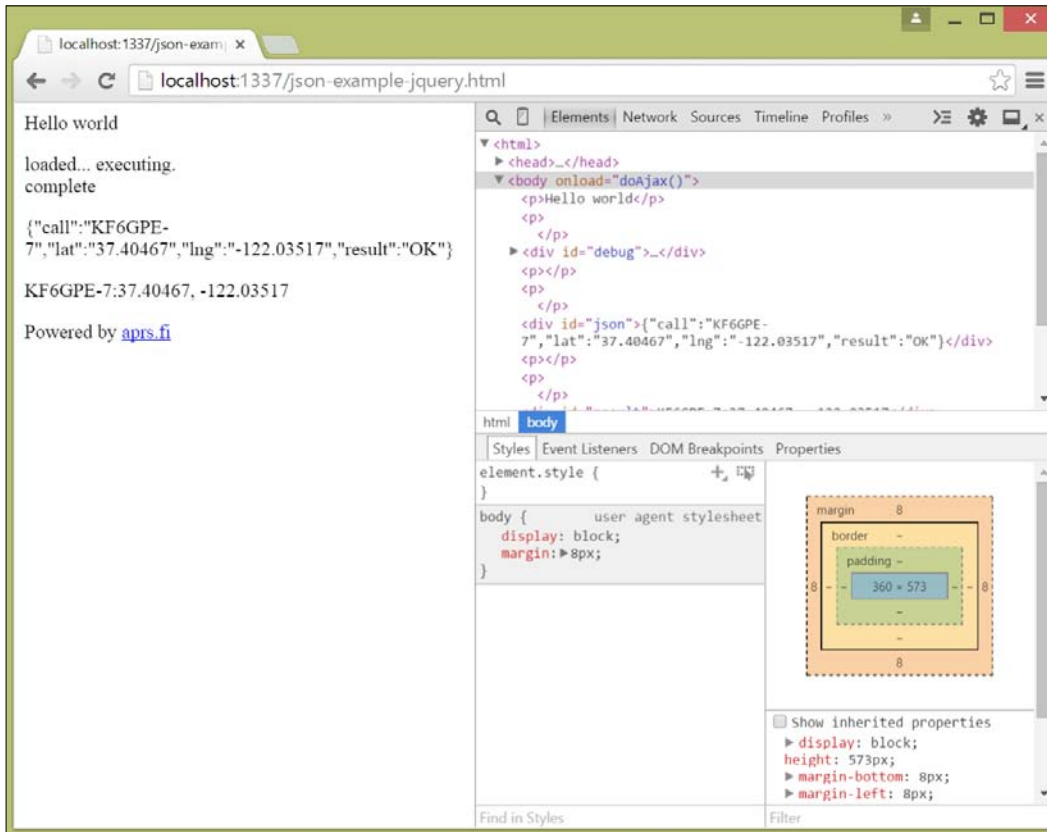 localhost:1337/json-exam
localhost:1337/json-example-jquery.html
Hello world
loaded... executing.
complete
{"call":"KF6GPE-
7","lat":"37.40467","lng":"-122.03517","result":"OK"}
KF6GPE-7:37.40467, -122.03517
Powered by aprs.fi
Elements Network Sources Timeline Profiles »
<html>
<head>…</head>
<body onload="doAjax()">
<p>Hello world</p>
<p>
</p>
<div id="debug">…</div>
<p></p>
<p>
</p>
<div id="json">{"call":"KF6GPE-
7","lat":"37.40467","lng":"-122.03517","result":"OK"}</div>
<p></p>
<p>
</p>
html body
Styles Event Listeners DOM Breakpoints Properties
element.style {
}
body { user agent stylesheet
display: block;
margin:▶8px;
}
margin 8
border –
padding –
8 – – 360 × 573 – – 8
–
–
8
Show inherited properties
▶ display: block;
height: 573px;
▶ margin-bottom: 8px;
▶ margin-left: 8px;
Find in Styles
Filter